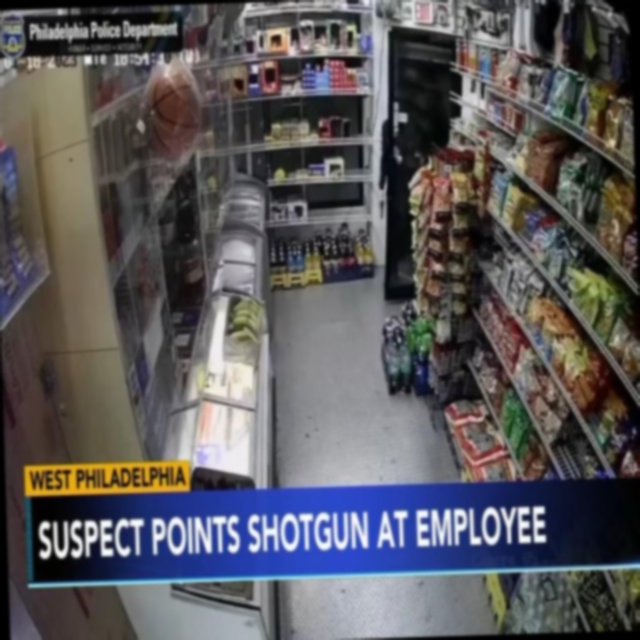 Philadelphia Police Department
WEST PHILADELPHIA
SUSPECT POINTS SHOTGUN AT EMPLOYEE